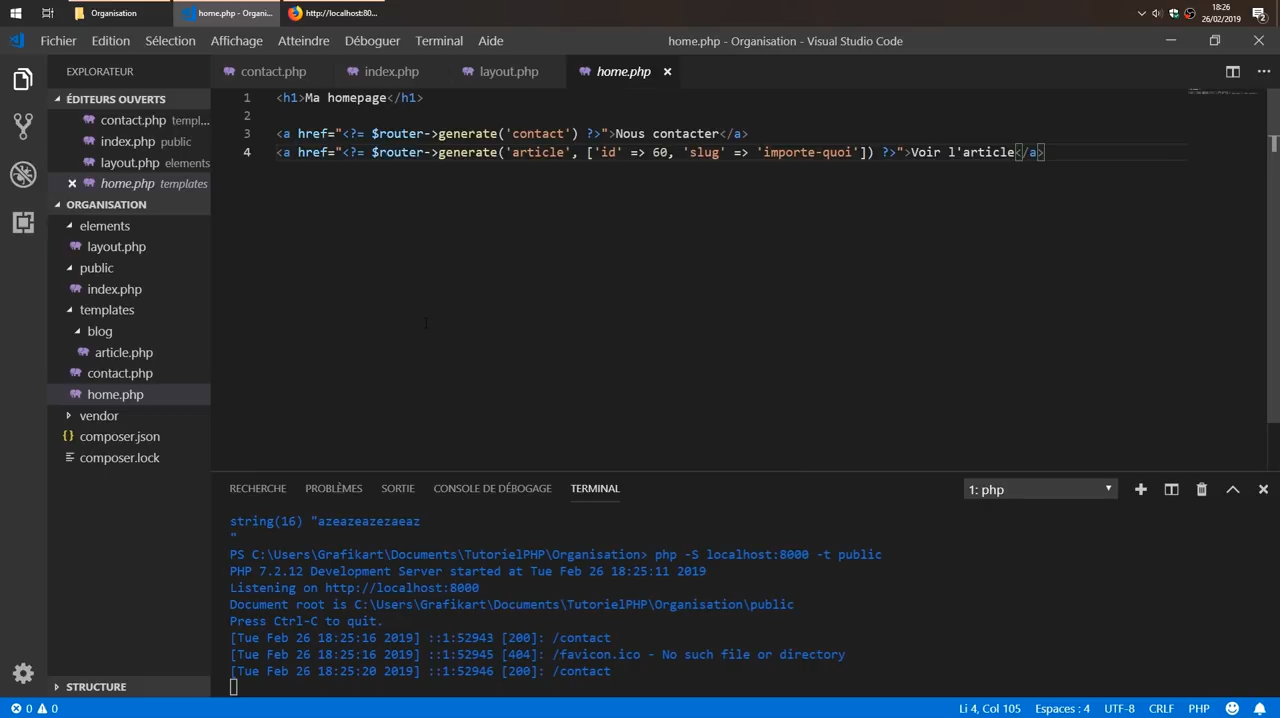 Organisation
home.php - Organi...
http://localhost:80...
18:26
26/02/2019
2
Fichier Edition Sélection Affichage Atteindre Déboguer Terminal Aide
home.php - Organisation - Visual Studio Code
EXPLORATEUR
contact.php index.php layout.php home.php
ÉDITEURS OUVERTS
contact.php templ...
index.php public
layout.php elements
home.php templates
ORGANISATION
elements
layout.php
public
index.php
templates
blog
article.php
contact.php
home.php
vendor
composer.json
composer.lock
STRUCTURE
1 <h1>Ma homepage</h1>
2
3 <a href="<?= $router->generate('contact') ?>">Nous contacter</a>
4 <a href="<?= $router->generate('article', ['id' => 60, 'slug' => 'importe-quoi']) ?>">Voir l'article</a>
RECHERCHE PROBLÈMES SORTIE CONSOLE DE DÉBOGAGE TERMINAL
1: php
string(16) "azeazeazezaeaz
"
PS C:\Users\Grafikart\Documents\TutorielPHP\Organisation> php -S localhost:8000 -t public
PHP 7.2.12 Development Server started at Tue Feb 26 18:25:11 2019
Listening on http://localhost:8000
Document root is C:\Users\Grafikart\Documents\TutorielPHP\Organisation\public
Press Ctrl-C to quit.
[Tue Feb 26 18:25:16 2019] ::1:52943 [200]: /contact
[Tue Feb 26 18:25:16 2019] ::1:52945 [404]: /favicon.ico - No such file or directory
[Tue Feb 26 18:25:20 2019] ::1:52946 [200]: /contact
0 0
Li 4, Col 105 Espaces : 4 UTF-8 CRLF PHP